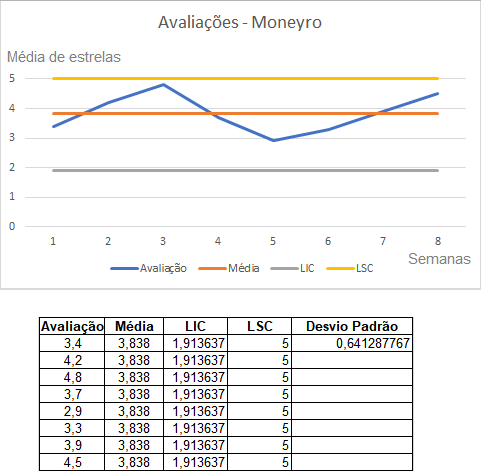 Avaliações - Moneyro
Média de estrelas
5
4
3
2
1
0
1 2 3 4 5 6 7 8
Semanas
Avaliação Média LIC LSC
Avaliação Média LIC LSC Desvio Padrão
3,4 3,838 1,913637 5 0,641287767
4,2 3,838 1,913637 5
4,8 3,838 1,913637 5
3,7 3,838 1,913637 5
2,9 3,838 1,913637 5
3,3 3,838 1,913637 5
3,9 3,838 1,913637 5
4,5 3,838 1,913637 5